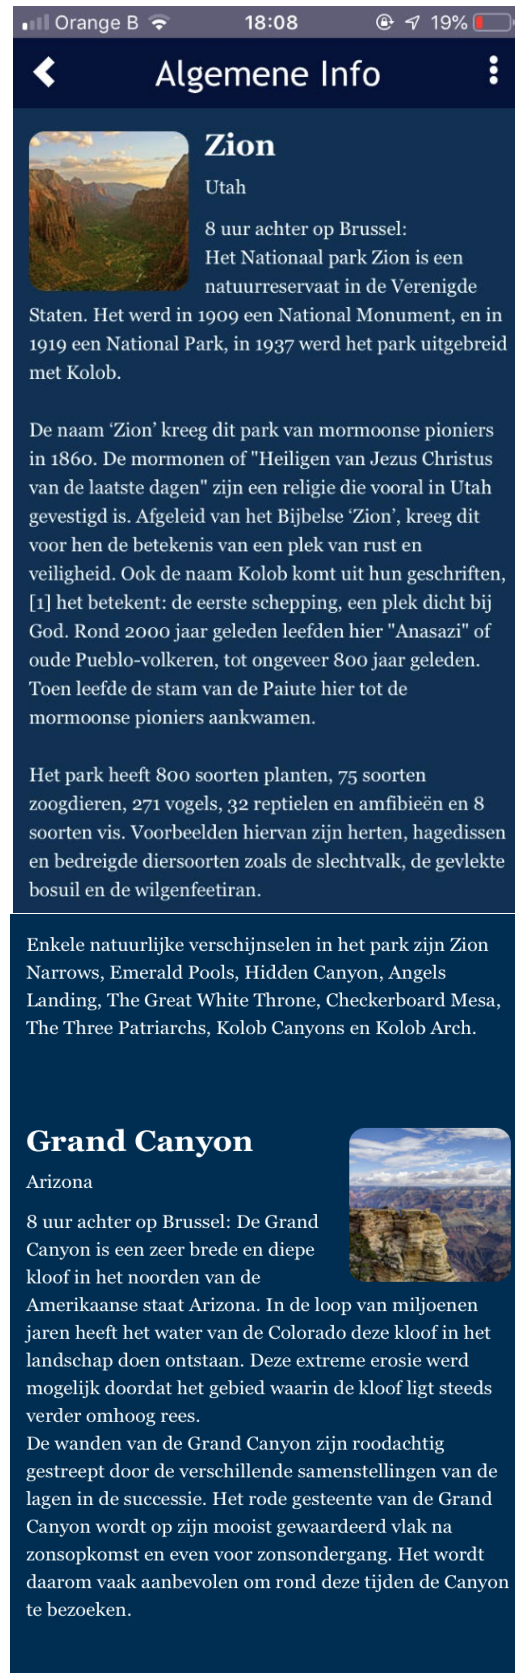 Orange B 18:08 19%
Algemene Info
Zion
Utah
8 uur achter op Brussel:
Het Nationaal park Zion is een
natuurreservaat in de Verenigde
Staten. Het werd in 1909 een National Monument, en in
1919 een National Park, in 1937 werd het park uitgebreid
met Kolob.
De naam ‘Zion’ kreeg dit park van mormoonse pioniers
in 1860. De mormonen of "Heiligen van Jezus Christus
van de laatste dagen" zijn een religie die vooral in Utah
gevestigd is. Afgeleid van het Bijbelse ‘Zion’, kreeg dit
voor hen de betekenis van een plek van rust en
veiligheid. Ook de naam Kolob komt uit hun geschriften,
[1] het betekent: de eerste schepping, een plek dicht bij
God. Rond 2000 jaar geleden leefden hier "Anasazi" of
oude Pueblo-volkeren, tot ongeveer 800 jaar geleden.
Toen leefde de stam van de Paiute hier tot de
mormoonse pioniers aankwamen.
Het park heeft 800 soorten planten, 75 soorten
zoogdieren, 271 vogels, 32 reptielen en amfibieën en 8
soorten vis. Voorbeelden hiervan zijn herten, hagedissen
en bedreigde diersoorten zoals de slechtvalk, de gevlekte
bosuil en de wilgenfeetiran.
Enkele natuurlijke verschijnselen in het park zijn Zion
Narrows, Emerald Pools, Hidden Canyon, Angels
Landing, The Great White Throne, Checkerboard Mesa,
The Three Patriarchs, Kolob Canyons en Kolob Arch.
Grand Canyon
Arizona
8 uur achter op Brussel: De Grand
Canyon is een zeer brede en diepe
kloof in het noorden van de
Amerikaanse staat Arizona. In de loop van miljoenen
jaren heeft het water van de Colorado deze kloof in het
landschap doen ontstaan. Deze extreme erosie werd
mogelijk doordat het gebied waarin de kloof ligt steeds
verder omhoog rees.
De wanden van de Grand Canyon zijn roodachtig
gestreept door de verschillende samenstellingen van de
lagen in de successie. Het rode gesteente van de Grand
Canyon wordt op zijn mooist gewaardeerd vlak na
zonsopkomst en even voor zonsondergang. Het wordt
daarom vaak aanbevolen om rond deze tijden de Canyon
te bezoeken.